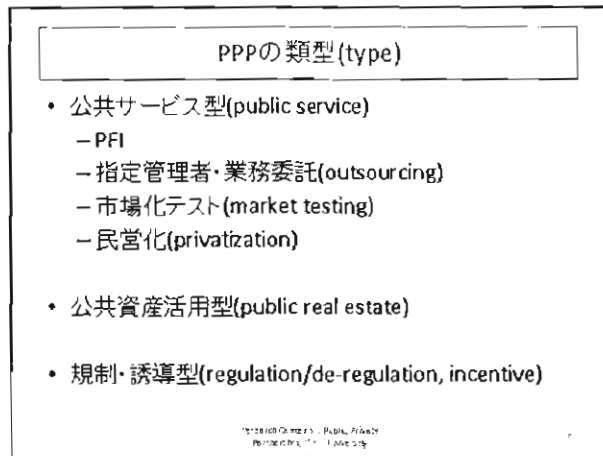 PPPの類型(type)
• 公共サービス型(public service)
– PFI
– 指定管理者・業務委託(outsourcing)
– 市場化テスト(market testing)
– 民営化(privatization)
• 公共資産活用型(public real estate)
• 規制・誘導型(regulation/de-regulation, incentive)
Public Private